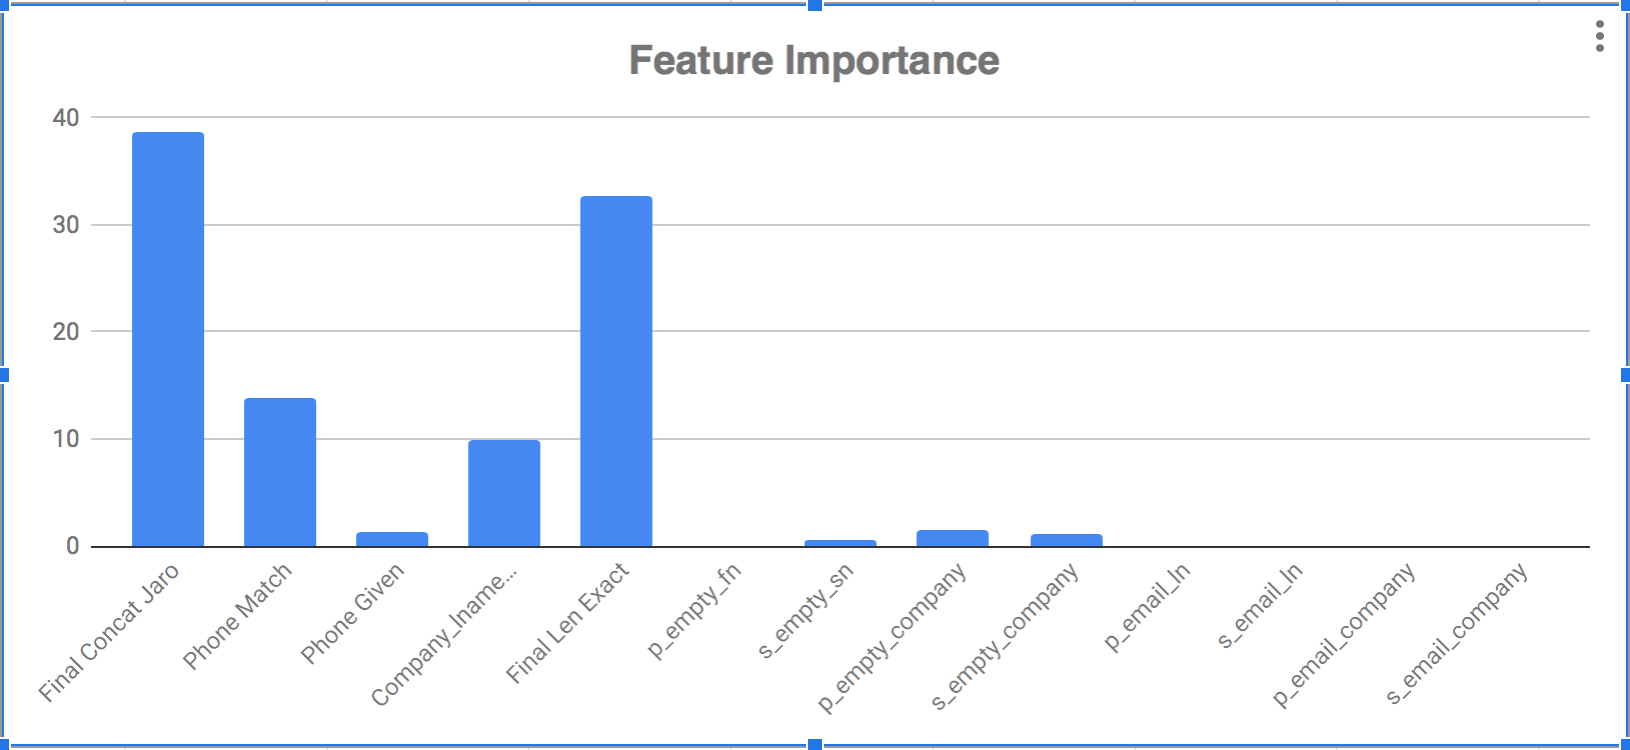 Feature Importance
40
30
20
10
0
Final Concat Jaro
Phone Match
Phone Given
Company_lname...
Final Len Exact
p_empty_fn
s_empty_sn
p_empty_company
s_empty_company
p_email_ln
s_email_ln
p_email_company
s_email_company